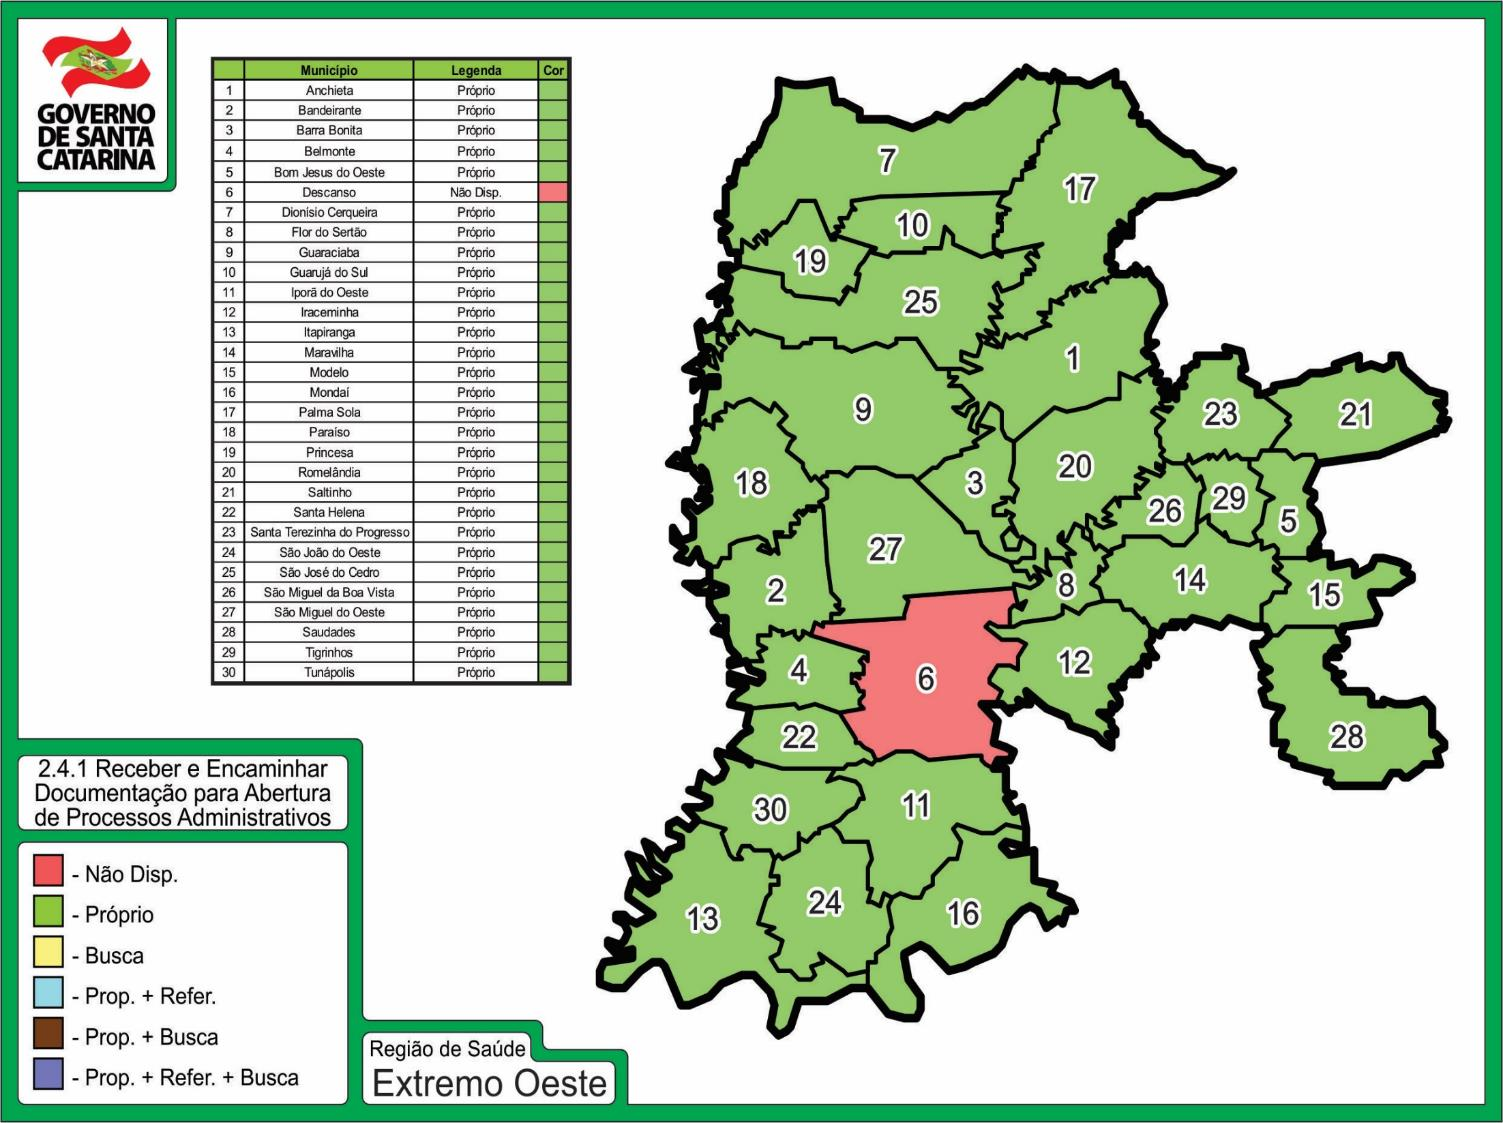 GOVERNO
DE SANTA
CATARINA
Município Legenda Cor
1 Anchieta Próprio
2 Bandeirante Próprio
3 Barra Bonita Próprio
4 Belmonte Próprio
5 Bom Jesus do Oeste Próprio
6 Descanso Não Disp.
7 Dionísio Cerqueira Próprio
8 Flor do Sertão Próprio
9 Guaraciaba Próprio
10 Guarujá do Sul Próprio
11 Iporã do Oeste Próprio
12 Iraceminha Próprio
13 Itapiranga Próprio
14 Maravilha Próprio
15 Modelo Próprio
16 Mondaí Próprio
17 Palma Sola Próprio
18 Paraíso Próprio
19 Princesa Próprio
20 Romelândia Próprio
21 Saltinho Próprio
22 Santa Helena Próprio
23 Santa Terezinha do Progresso Próprio
24 São João do Oeste Próprio
25 São José do Cedro Próprio
26 São Miguel da Boa Vista Próprio
27 São Miguel do Oeste Próprio
28 Saudades Próprio
29 Tigrinhos Próprio
30 Tunápolis Próprio
7
17
10
19
25
1
9
23
21
18
3
20
26
29
5
27
2
8
14
15
4
6
12
22
28
30
11
13
24
16
2.4.1 Receber e Encaminhar
Documentação para Abertura
de Processos Administrativos
- Não Disp.
- Próprio
- Busca
- Prop. + Refer.
- Prop. + Busca
- Prop. + Refer. + Busca
Região de Saúde
Extremo Oeste